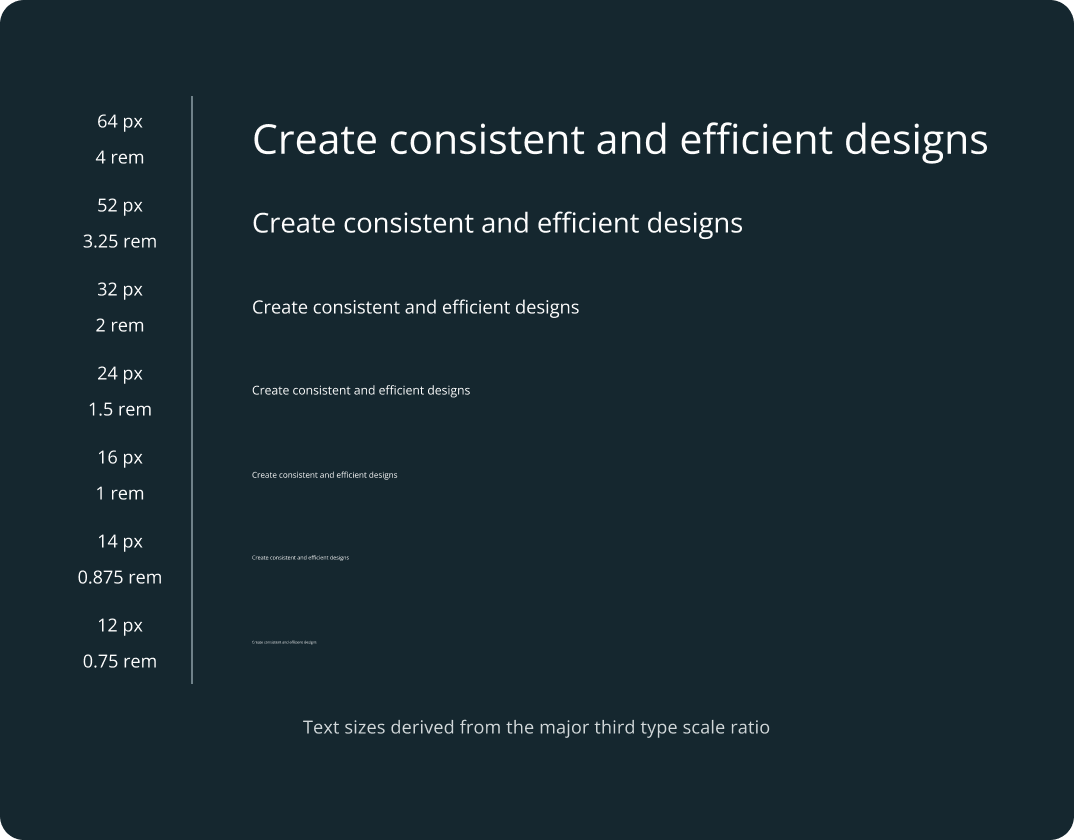 64 px
4 rem
Create consistent and efficient designs
52 px
3.25 rem
Create consistent and efficient designs
32 px
2 rem
Create consistent and efficient designs
24 px
1.5 rem
Create consistent and efficient designs
16 px
1 rem
Create consistent and efficient designs
14 px
0.875 rem
Create consistent and efficient designs
12 px
0.75 rem
Create consistent and efficient designs
Text sizes derived from the major third type scale ratio